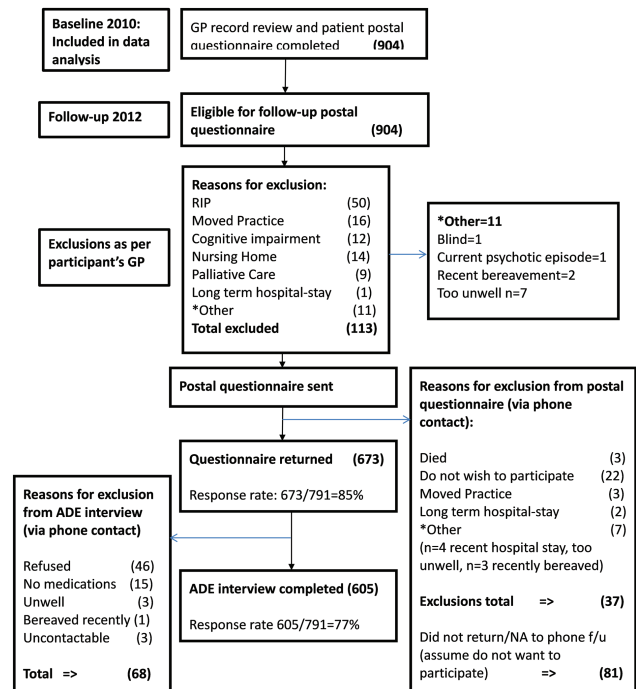 Baseline 2010:
Included in data
analysis
GP record review and patient postal
questionnaire completed (904)
Follow-up 2012
Eligible for follow-up postal
questionnaire (904)
Exclusions as per
participant's GP
Reasons for exclusion:
RIP (50)
Moved Practice (16)
Cognitive impairment (12)
Nursing Home (14)
Palliative Care (9)
Long term hospital-stay (1)
*Other (11)
Total excluded (113)
*Other=11
Blind=1
Current psychotic episode=1
Recent bereavement=2
Too unwell n=7
Postal questionnaire sent
Reasons for exclusion from postal
questionnaire (via phone
contact):
Died (3)
Do not wish to participate (22)
Moved Practice (3)
Long term hospital-stay (2)
*Other (7)
(n=4 recent hospital stay, too
unwell, n=3 recently bereaved)
Exclusions total => (37)
Did not return/NA to phone f/u
(assume do not want to
participate) => (81)
Questionnaire returned (673)
Response rate: 673/791=85%
Reasons for exclusion
from ADE interview
(via phone contact)
Refused (46)
No medications (15)
Unwell (3)
Bereaved recently (1)
Uncontactable (3)
Total => (68)
ADE interview completed (605)
Response rate 605/791=77%